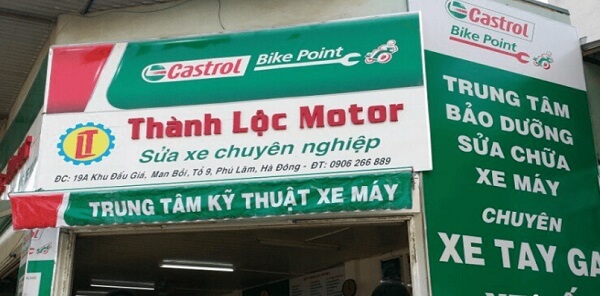 Castrol Bike Point
Thành Lộc Motor
LT
Sửa xe chuyên nghiệp
ĐC: 19A Khu Đấu Giá, Man Bồi, Tổ 9, Phú Lâm, Hà Đông - ĐT: 0906 266 889
TRUNG TÂM KỸ THUẬT XE MÁY
Castrol
Bike Point
TRUNG TÂM
BẢO DƯỠNG
SỬA CHỮA
XE MÁY
CHUYÊN
XE TAY GA